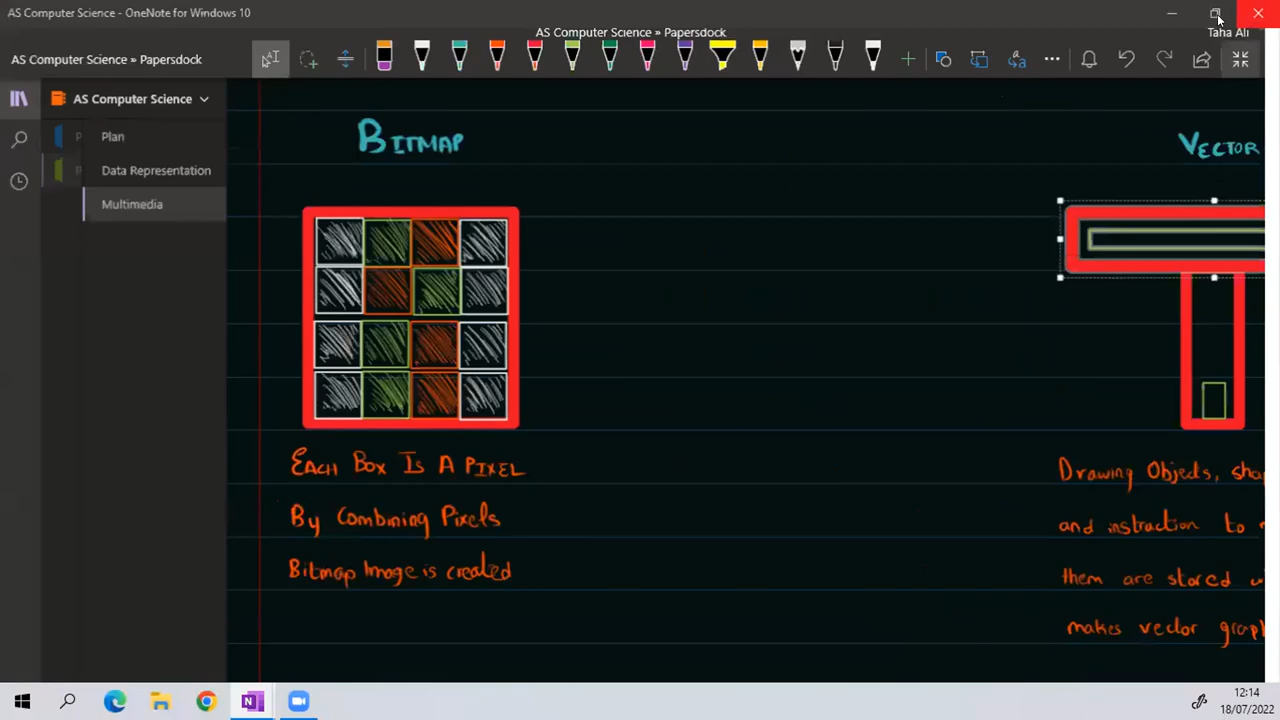 AS Computer Science - OneNote for Windows 10
AS Computer Science » Papersdock
Taha Ali
AS Computer Science » Papersdock
AS Computer Science
Plan
Data Representation
Multimedia
BITMAP
VECTOR
EACH BOX IS A PIXEL
By Combining Pixels
Bitmap Image is created
Drawing Objects,
and instraction to
them are stored
makes vector
12:14
18/07/2022